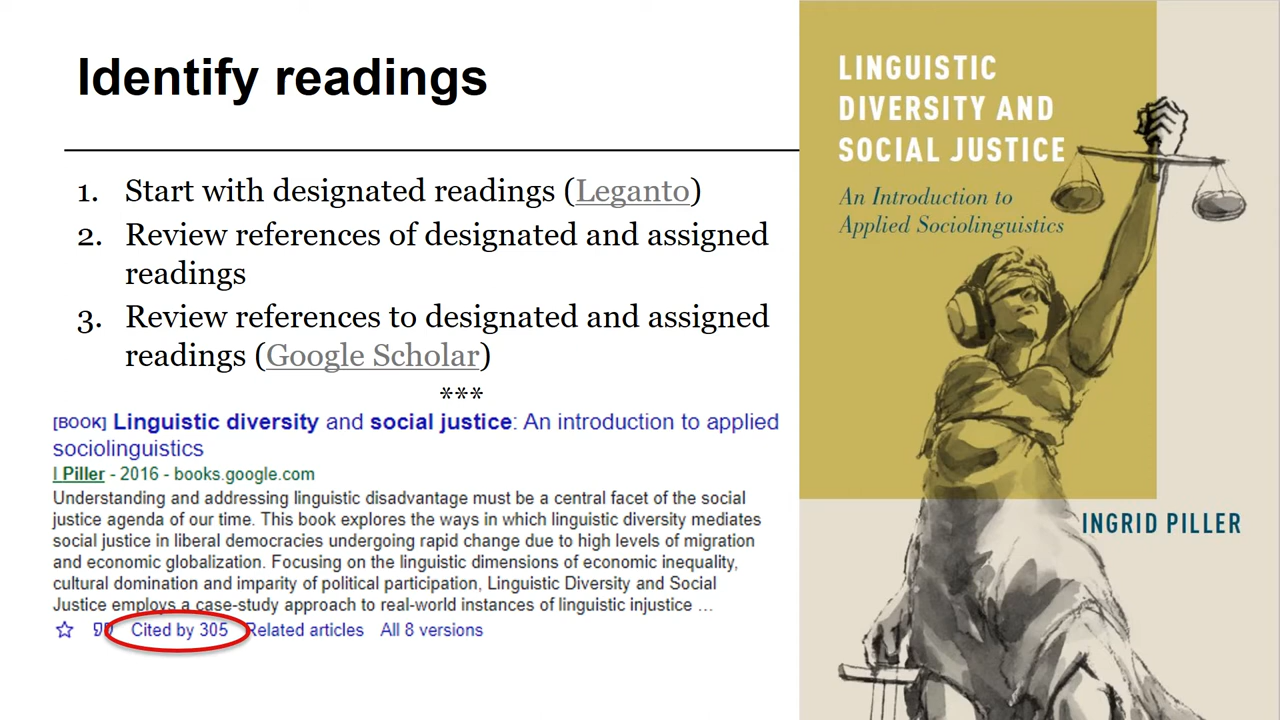 Identify readings
1. Start with designated readings (Leganto)
2. Review references of designated and assigned
readings
3. Review references to designated and assigned
readings (Google Scholar)
***
[BOOK] Linguistic diversity and social justice: An introduction to applied
sociolinguistics
I Piller - 2016 - books.google.com
Understanding and addressing linguistic disadvantage must be a central facet of the social
justice agenda of our time. This book explores the ways in which linguistic diversity mediates
social justice in liberal democracies undergoing rapid change due to high levels of migration
and economic globalization. Focusing on the linguistic dimensions of economic inequality,
cultural domination and imparity of political participation, Linguistic Diversity and Social
Justice employs a case-study approach to real-world instances of linguistic injustice …
Cited by 305 Related articles All 8 versions
LINGUISTIC
DIVERSITY AND
SOCIAL JUSTICE
An Introduction to
Applied Sociolinguistics
INGRID PILLER